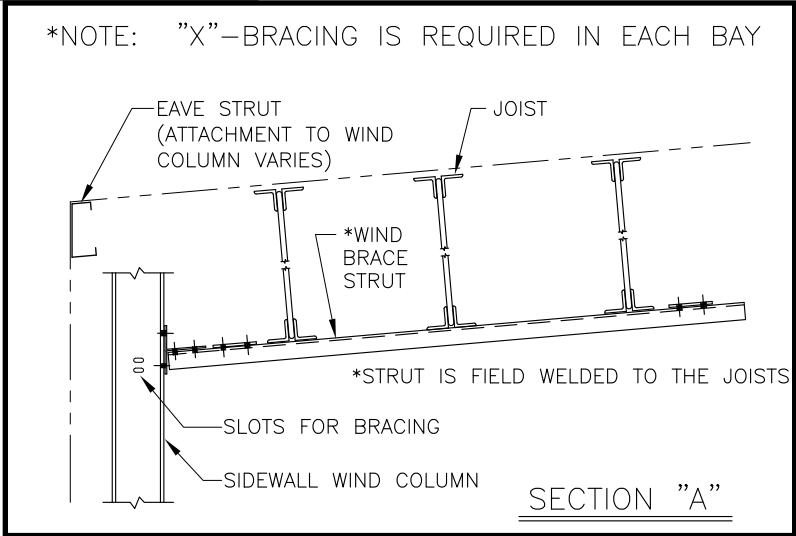 *NOTE: "X"-BRACING IS REQUIRED IN EACH BAY
EAVE STRUT
(ATTACHMENT TO WIND
COLUMN VARIES)
JOIST
*WIND
BRACE
STRUT
*STRUT IS FIELD WELDED TO THE JOISTS
SLOTS FOR BRACING
SIDEWALL WIND COLUMN
SECTION "A"